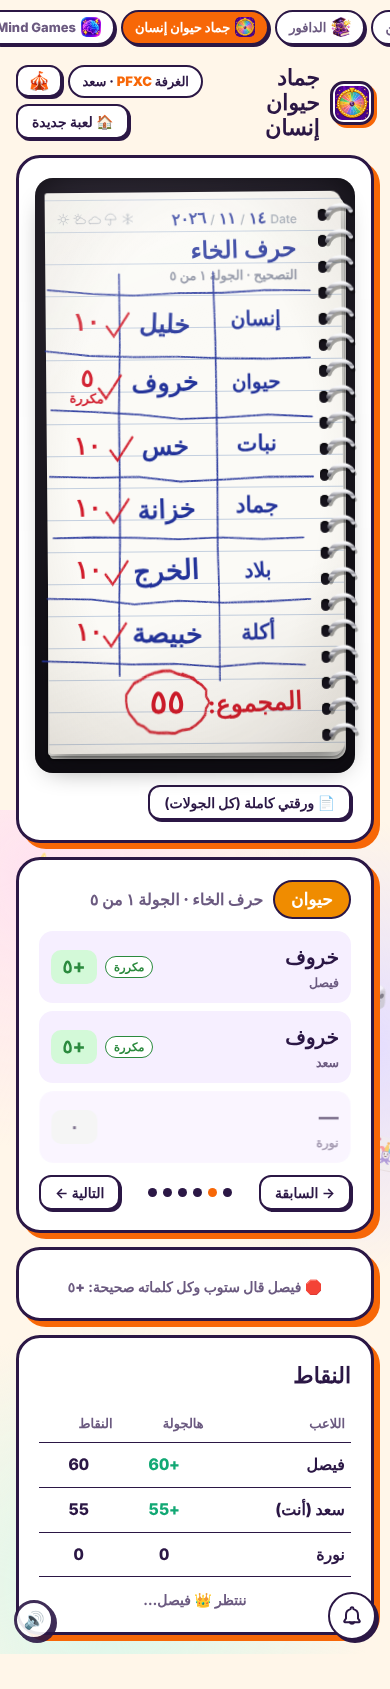 الدافور
جماد حيوان إنسان
Mind Games
جماد
حيوان
إنسان
الغرفة PFXC · سعد
لعبة جديدة
Date ١٤ / ١١ / ٢٠٢٦
حرف الخاء
التصحيح · الجولة ١ من ٥
إنسان خليل ١٠
حيوان خروف ٥
مكررة
نبات خس ١٠
جماد خزانة ١٠
بلاد الخرج ١٠
أكلة خبيصة ١٠
المجموع: ٥٥
ورقتي كاملة (كل الجولات)
حيوان حرف الخاء · الجولة ١ من ٥
خروف
فيصل
مكررة +٥
خروف
سعد
مكررة +٥
—
نورة
٠
→ السابقة
التالية ←
فيصل قال ستوب وكل كلماته صحيحة: +٥
النقاط
اللاعب هالجولة النقاط
فيصل +60 60
سعد (أنت) +55 55
نورة 0 0
ننتظر فيصل...